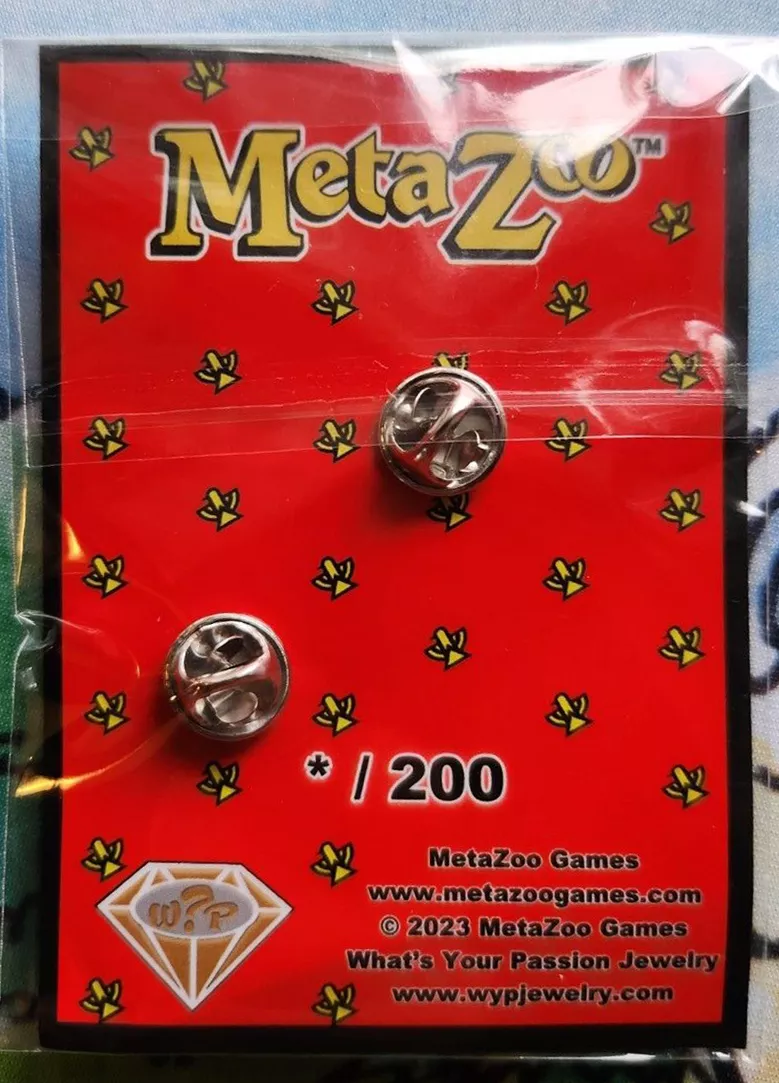 MetaZoo™
* / 200
W?P
MetaZoo Games
www.metazoogames.com
© 2023 MetaZoo Games
What's Your Passion Jewelry
www.wypjewelry.com